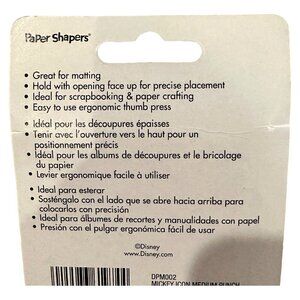 PaPer SHaPers®
• Great for matting
• Hold with opening face up for precise placement
• Ideal for scrapbooking & paper crafting
• Easy to use ergonomic thumb press
• Idéal pour les découpures épaisses
• Tenir avec l'ouverture vers le haut pour un
positionnement précis
• Idéal pour les albums de découpures et le bricolage
du papier
• Levier ergonomique facile à utiliser
• Ideal para esterar
• Sosténgalo con el lado que se abre hacia arriba para
colocarlos con precisión
• Ideal para álbumes de recortes y manualidades con papel
• Presión con el pulgar ergonómica fácil de usar
©Disney
www.Disney.com
DPM002
MICKEY ICON MEDIUM PUNCH